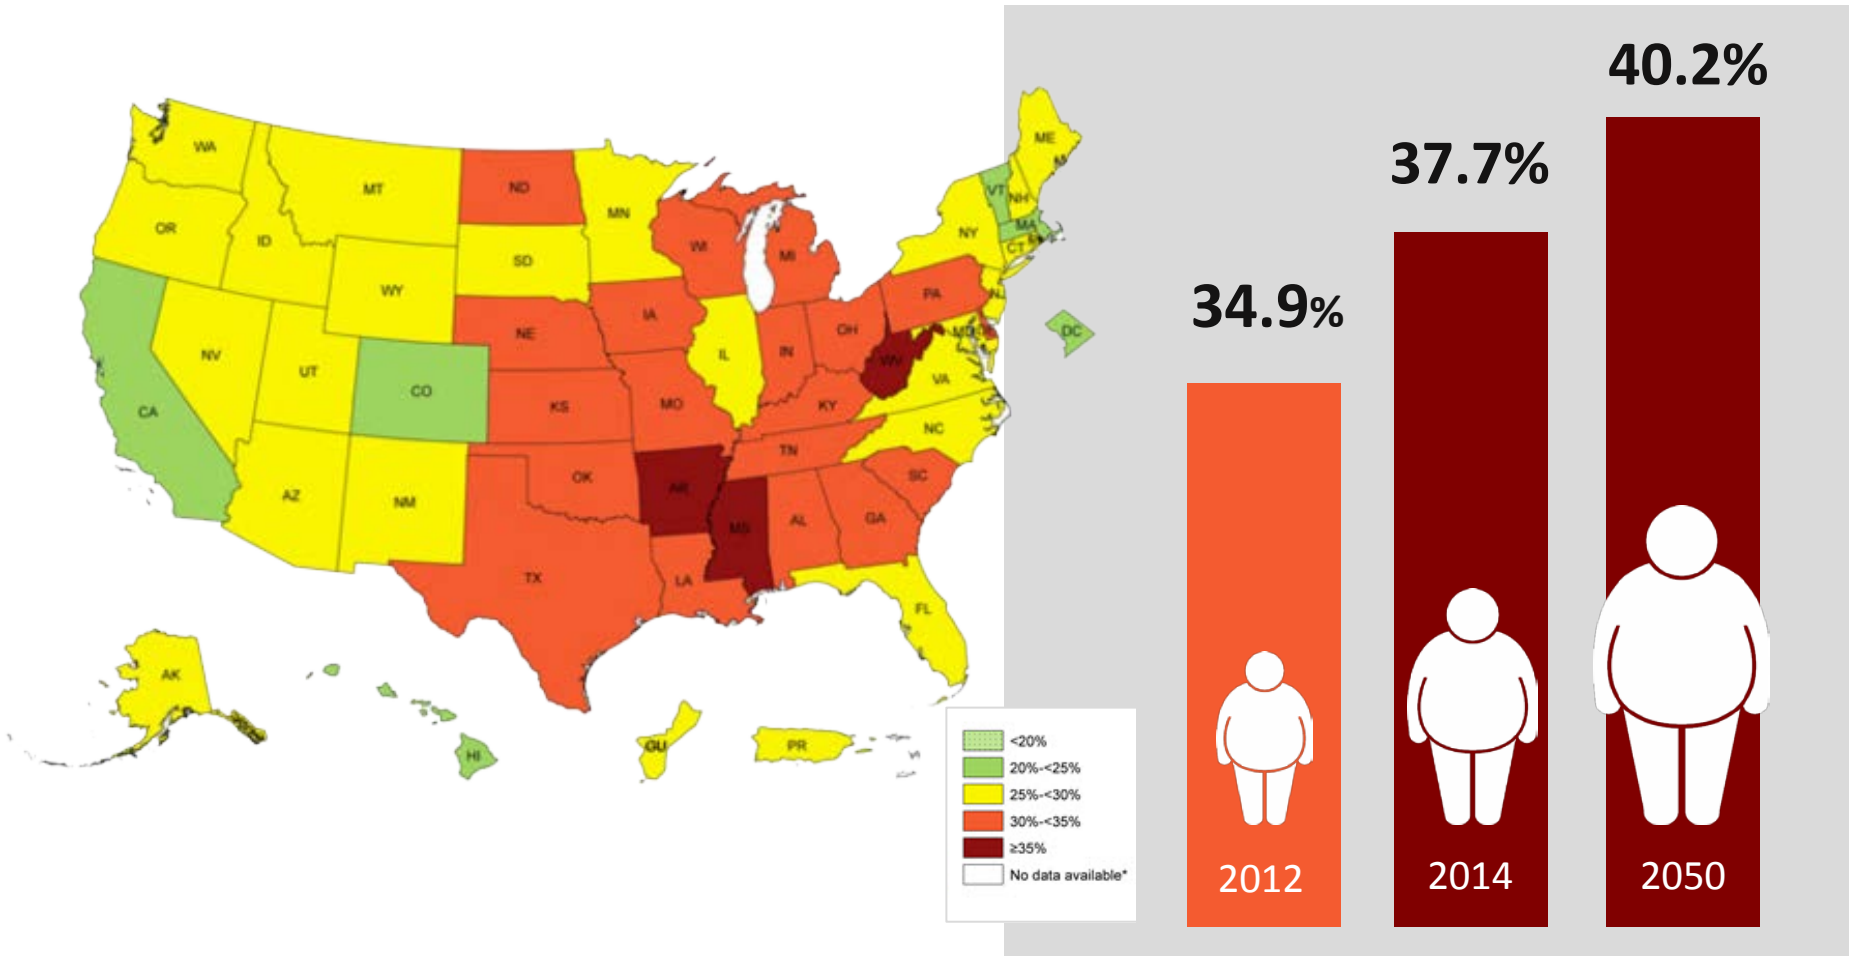 40.2%
37.7%
34.9%
WA
MT
ND
MN
ME
VT
NH
OR
ID
SD
WI
MI
NY
MA
CT
WY
NE
IA
PA
NJ
NV
UT
CO
IL
IN
OH
WV
MD
DC
CA
KS
MO
KY
VA
AZ
NM
OK
AR
TN
NC
SC
TX
LA
MS
AL
GA
FL
AK
HI
GU
PR
<20%
20%-<25%
25%-<30%
30%-<35%
≥35%
No data available*
2012
2014
2050